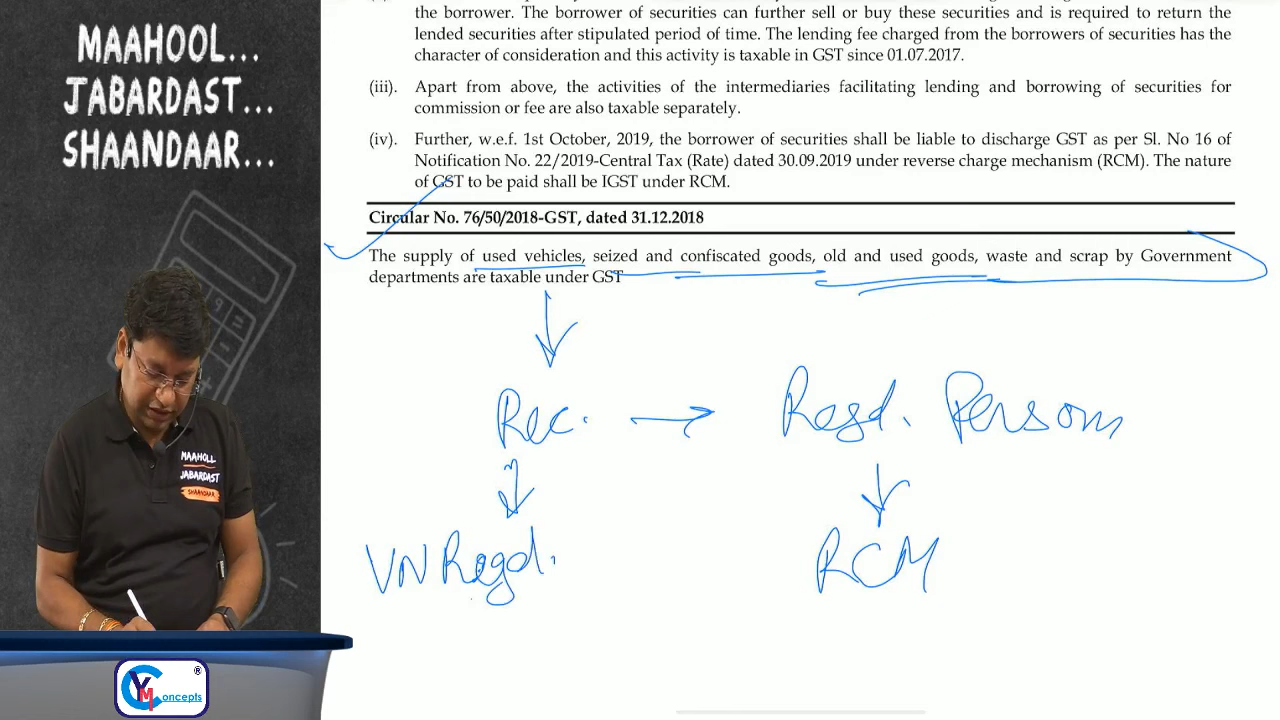 MAAHOOL...
JABARDAST...
SHAANDAAR...
the borrower. The borrower of securities can further sell or buy these securities and is required to return the
lended securities after stipulated period of time. The lending fee charged from the borrowers of securities has the
character of consideration and this activity is taxable in GST since 01.07.2017.
(iii). Apart from above, the activities of the intermediaries facilitating lending and borrowing of securities for
commission or fee are also taxable separately.
(iv). Further, w.e.f. 1st October, 2019, the borrower of securities shall be liable to discharge GST as per Sl. No 16 of
Notification No. 22/2019-Central Tax (Rate) dated 30.09.2019 under reverse charge mechanism (RCM). The nature
of GST to be paid shall be IGST under RCM.
Circular No. 76/50/2018-GST, dated 31.12.2018
The supply of used vehicles, seized and confiscated goods, old and used goods, waste and scrap by Government
departments are taxable under GST
Rec. → Regd. Person
UN Regd.
RCM
MAAHOLL
JABARDAST
SHAANDAAR
YM Concepts ®